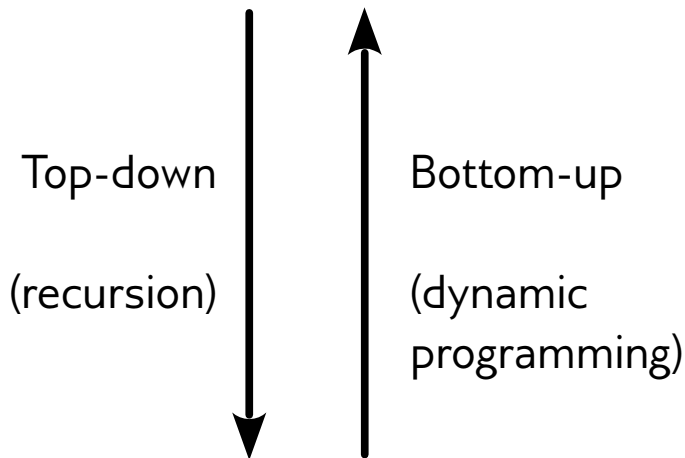 Top-down
(recursion)
Bottom-up
(dynamic
programming)